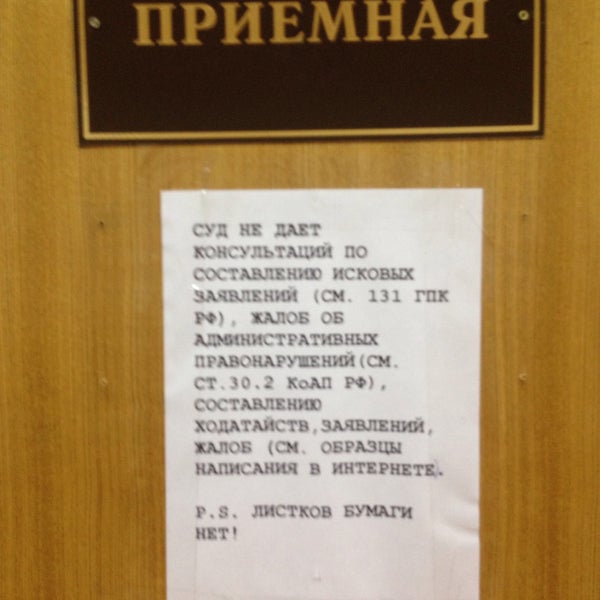 ПРИЕМНАЯ
СУД НЕ ДАЕТ
КОНСУЛЬТАЦИЙ ПО
СОСТАВЛЕНИЮ ИСКОВЫХ
ЗАЯВЛЕНИЙ (СМ. 131 ГПК
РФ), ЖАЛОБ ОБ
АДМИНИСТРАТИВНЫХ
ПРАВОНАРУШЕНИЙ(СМ.
СТ.30.2 КоАП РФ),
СОСТАВЛЕНИЮ
ХОДАТАЙСТВ,ЗАЯВЛЕНИЙ,
ЖАЛОБ (СМ. ОБРАЗЦЫ
НАПИСАНИЯ В ИНТЕРНЕТЕ.
P.S. ЛИСТКОВ БУМАГИ
НЕТ!